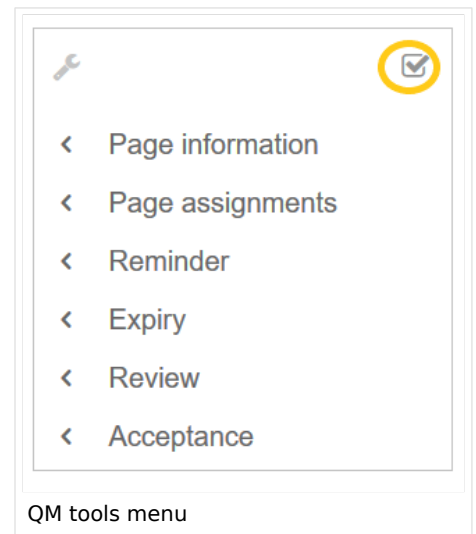 Page information
Page assignments
Reminder
Expiry
Review
Acceptance
QM tools menu